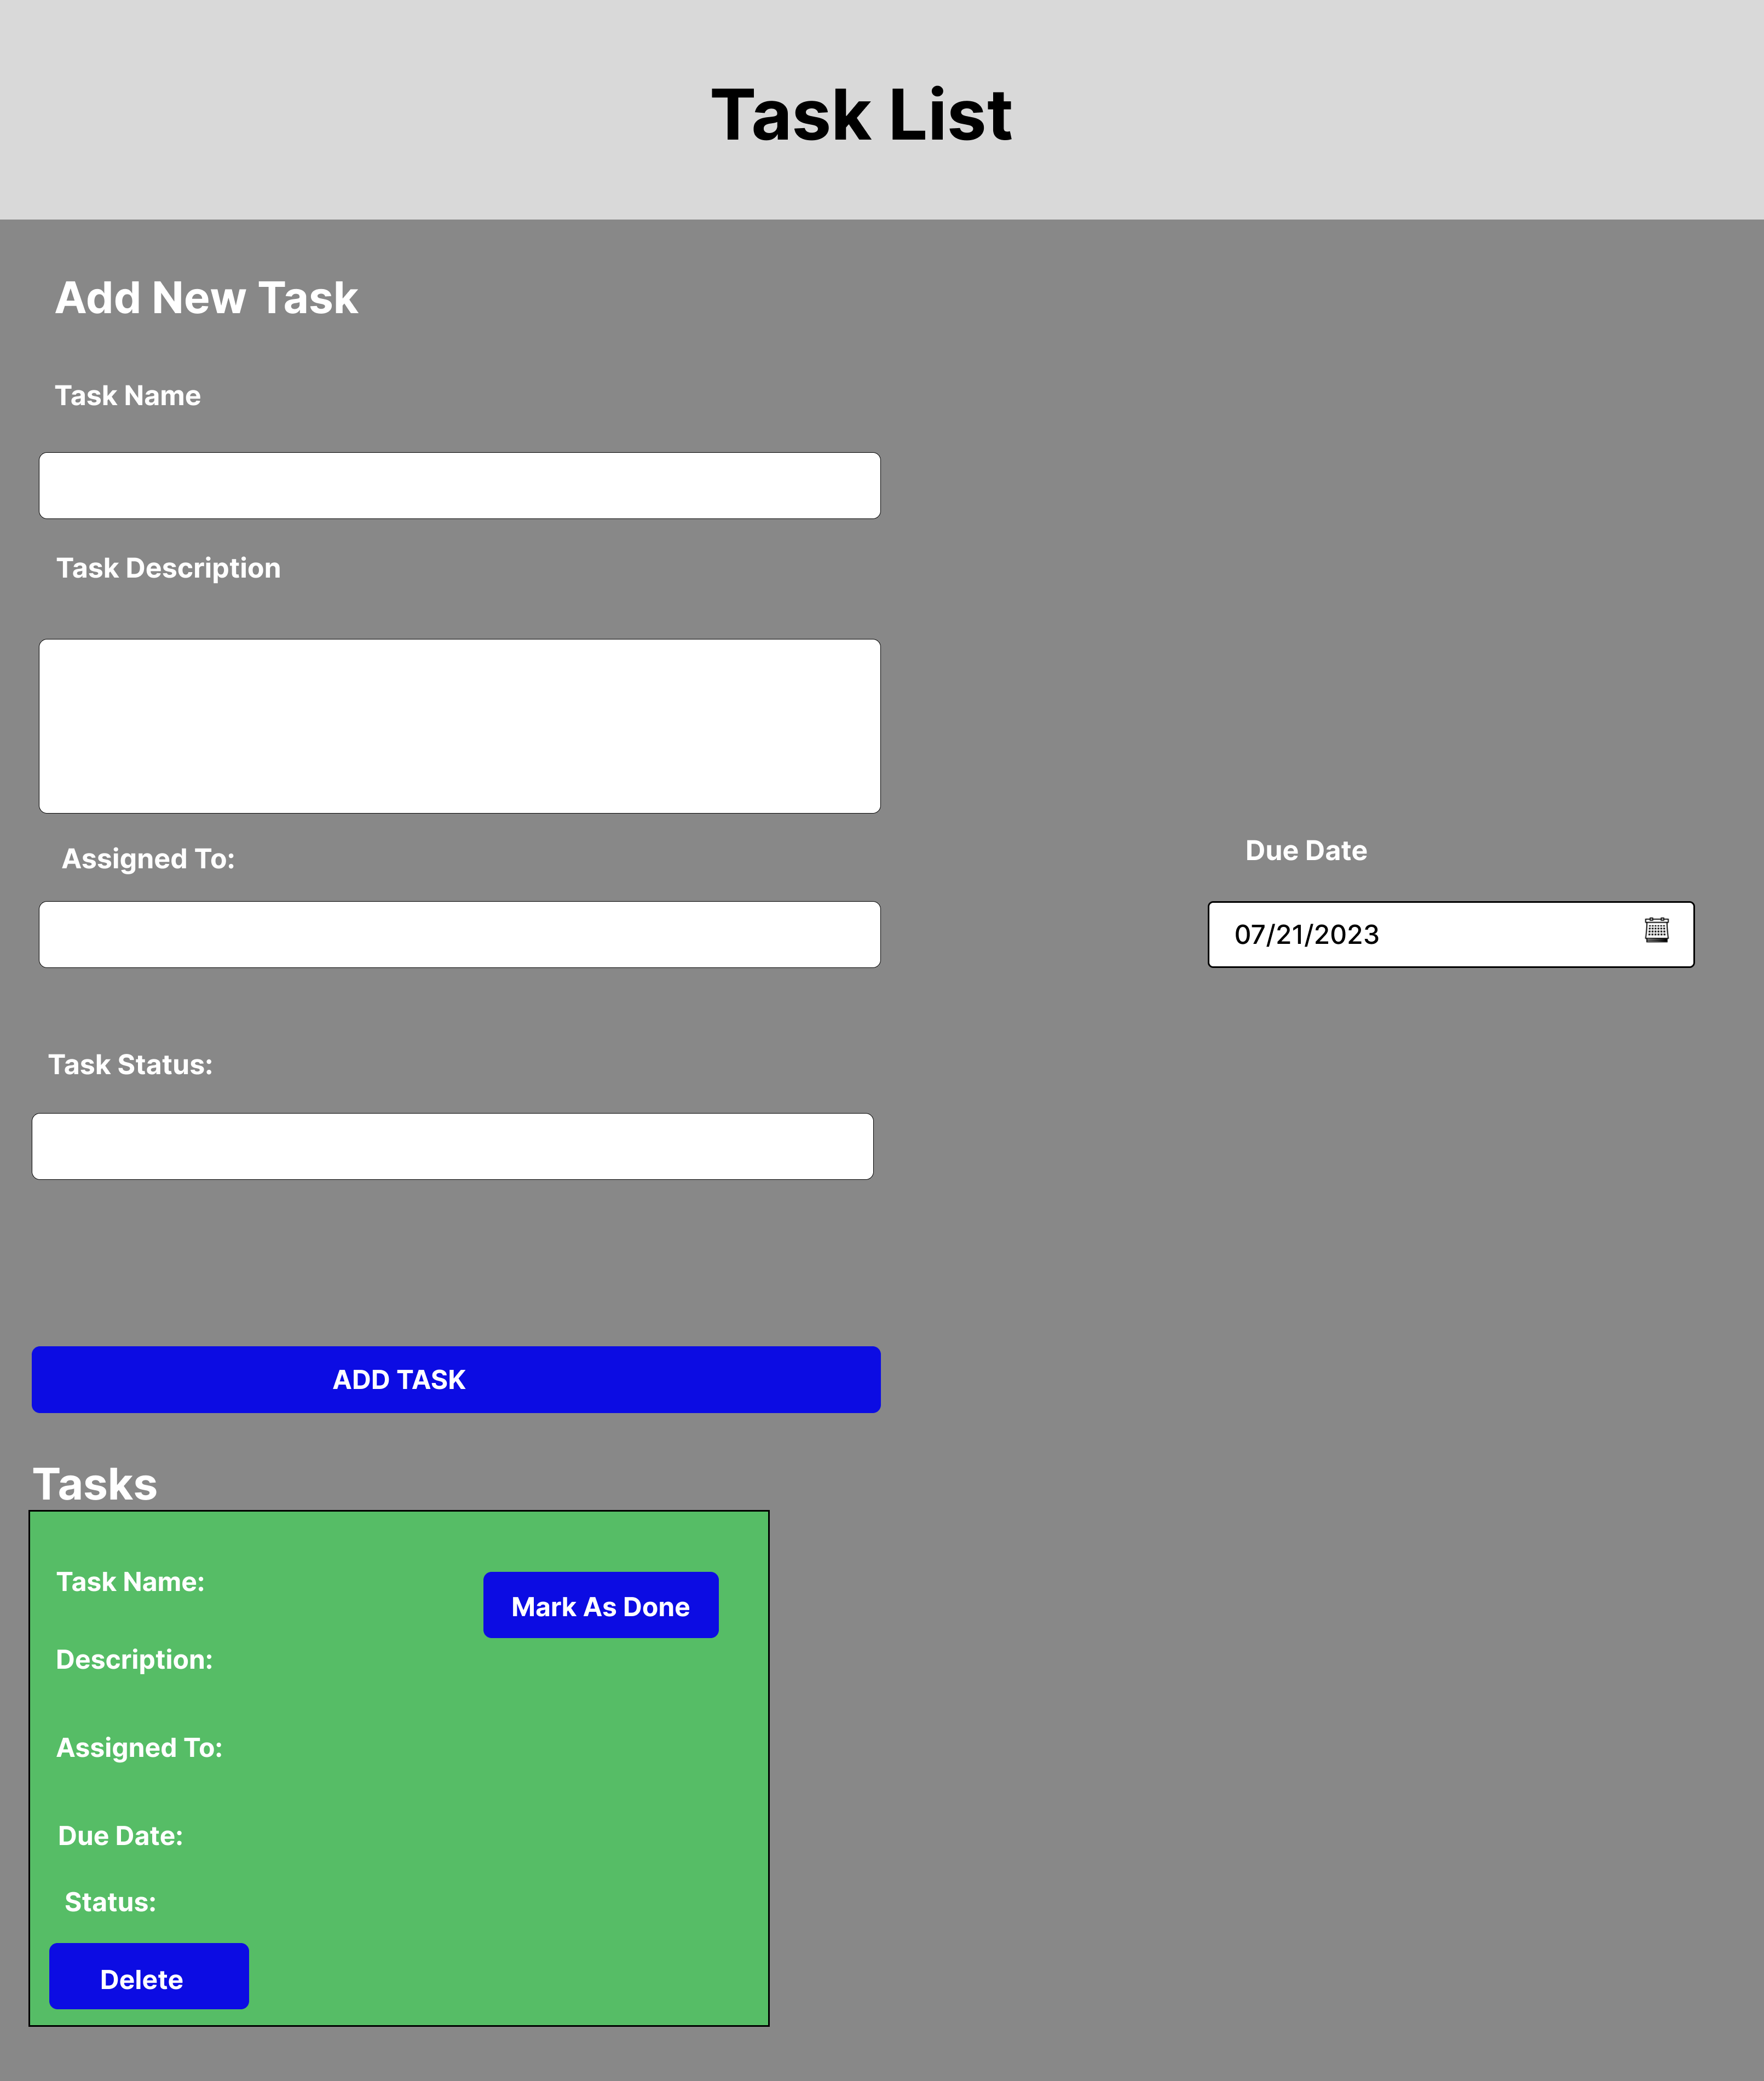 Task List
Add New Task
Task Name
Task Description
Assigned To:
Due Date
07/21/2023
Task Status:
ADD TASK
Tasks
Task Name:
Mark As Done
Description:
Assigned To:
Due Date:
Status:
Delete